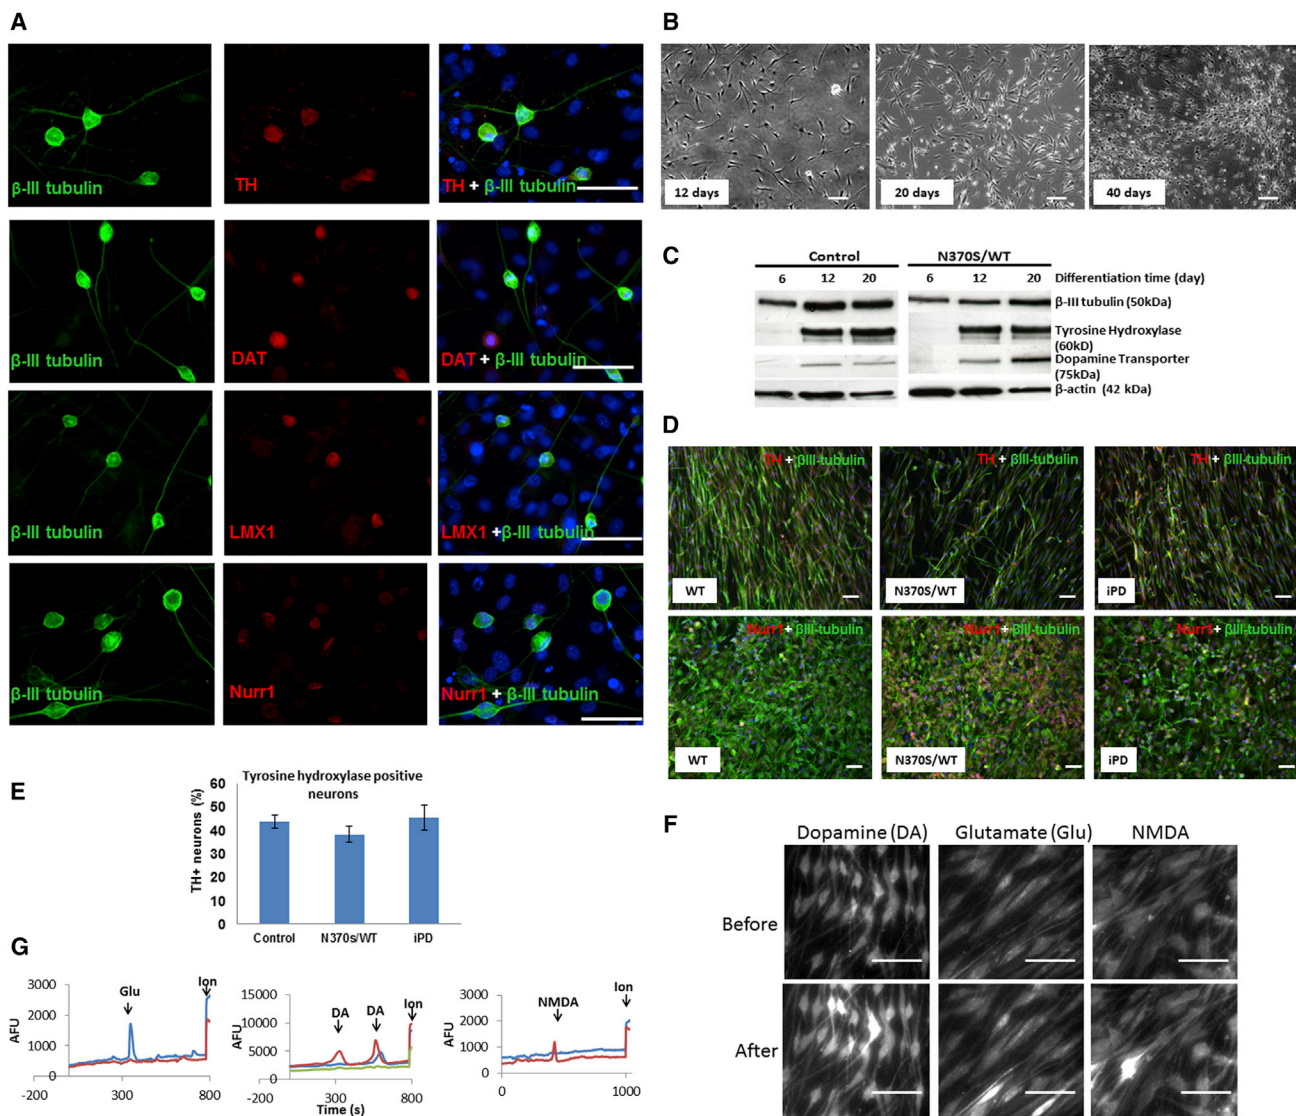 A
β-III tubulin
TH
TH + β-III tubulin
β-III tubulin
DAT
DAT + β-III tubulin
β-III tubulin
LMX1
LMX1 +β-III tubulin
β-III tubulin
Nurr1
Nurr1 + β-III tubulin
B
12 days
20 days
40 days
C
Control
N370S/WT
6 12 20 6 12 20 Differentiation time (day)
β-III tubulin (50kDa)
Tyrosine Hydroxylase
(60kD)
Dopamine Transporter
(75kDa)
β-actin (42 kDa)
D
TH + βIII-tubulin
WT
TH + βIII-tubulin
N370S/WT
TH + βIII-tubulin
iPD
Nurr1+ βIII-tubulin
WT
Nurr1+ βIII-tubulin
N370S/WT
Nurr1+ βIII-tubulin
iPD
E
Tyrosine hydroxylase positive
neurons
TH+ neurons (%)
60
50
40
30
20
10
0
Control N370s/WT iPD
F
Dopamine (DA) Glutamate (Glu) NMDA
Before
After
G
AFU
3000
2000
1000
0
Glu
Ion
-200 300 800
AFU
15000
10000
5000
0
DA DA Ion
-200 300 800
Time (s)
AFU
3000
2000
1000
0
NMDA
Ion
0 1000